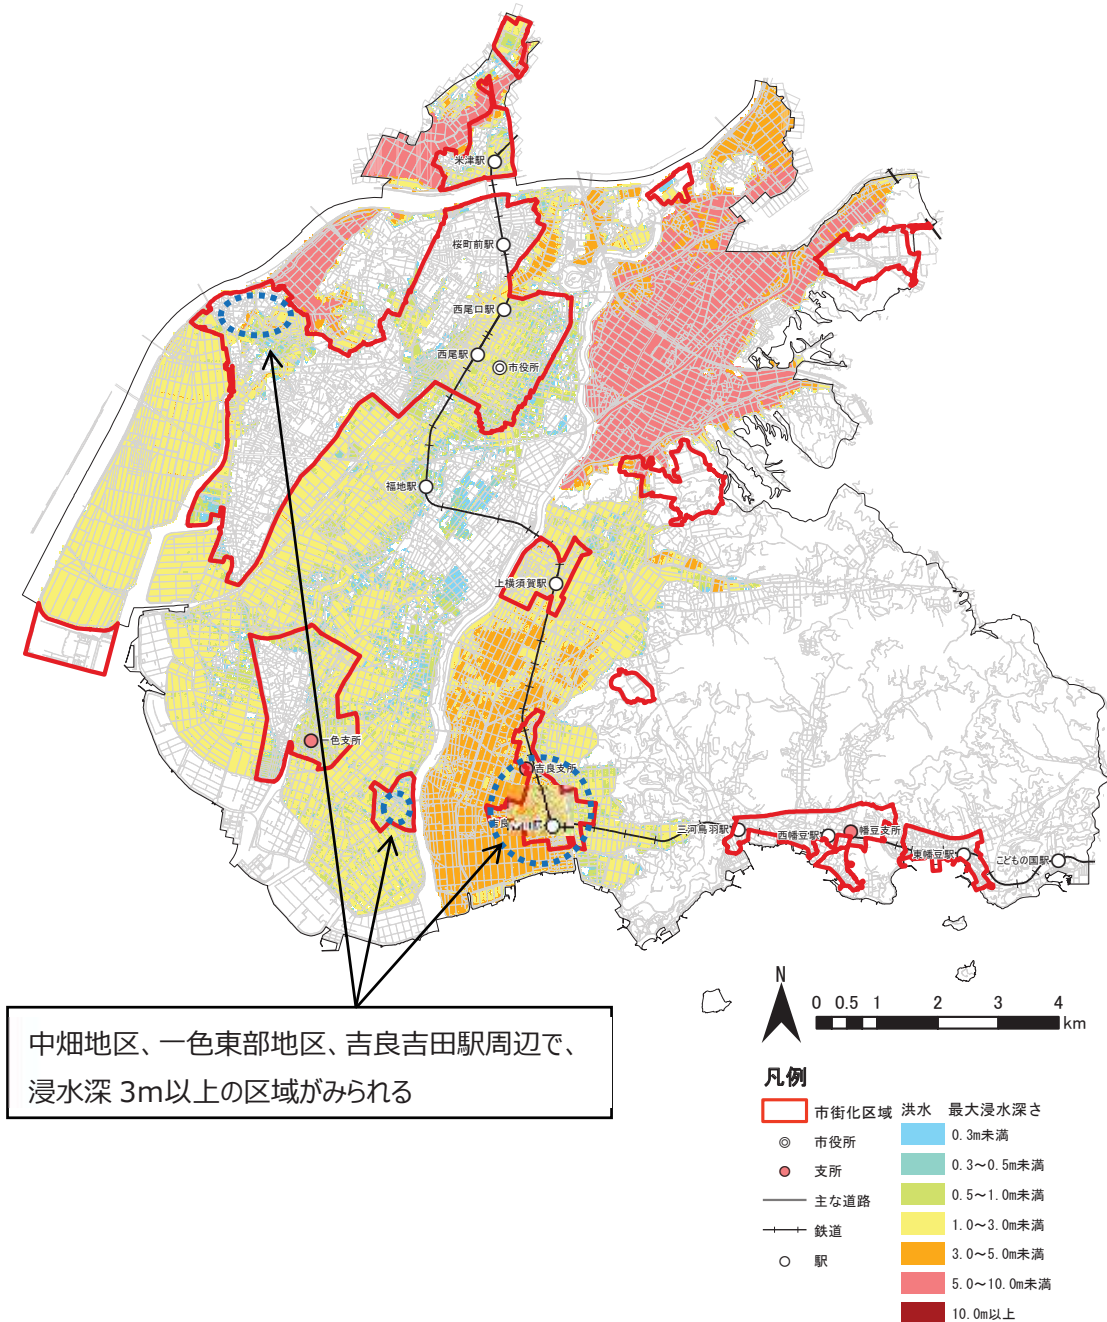 米津駅
桜町前駅
西尾口駅
西尾駅
市役所
福地駅
上横須賀駅
一色支所
吉良支所
三河鳥羽駅
西幡豆駅
幡豆支所
東幡豆駅
こどもの国駅
中畑地区、一色東部地区、吉良吉田駅周辺で、
浸水深 3m以上の区域がみられる
N
0 0.5 1 2 3 4
km
凡例
市街化区域
市役所
支所
主な道路
鉄道
駅
洪水 最大浸水深さ
0.3m未満
0.3～0.5m未満
0.5～1.0m未満
1.0～3.0m未満
3.0～5.0m未満
5.0～10.0m未満
10.0m以上